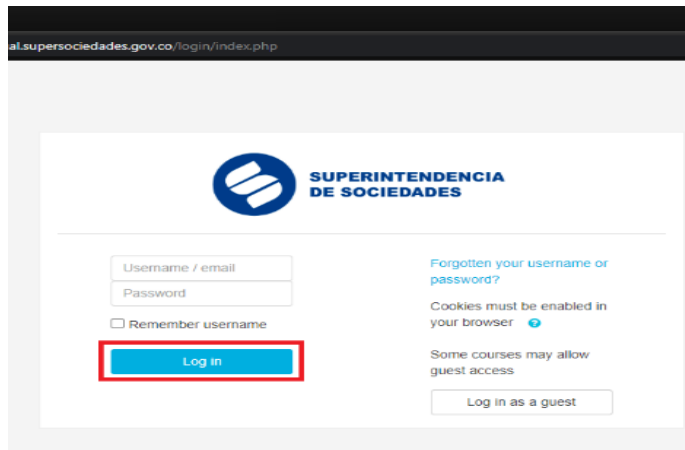 al.supersociedades.gov.co/login/index.php
SUPERINTENDENCIA
DE SOCIEDADES
Username / email
Password
Remember username
Log in
Forgotten your username or
password?
Cookies must be enabled in
your browser
Some courses may allow
guest access
Log in as a guest